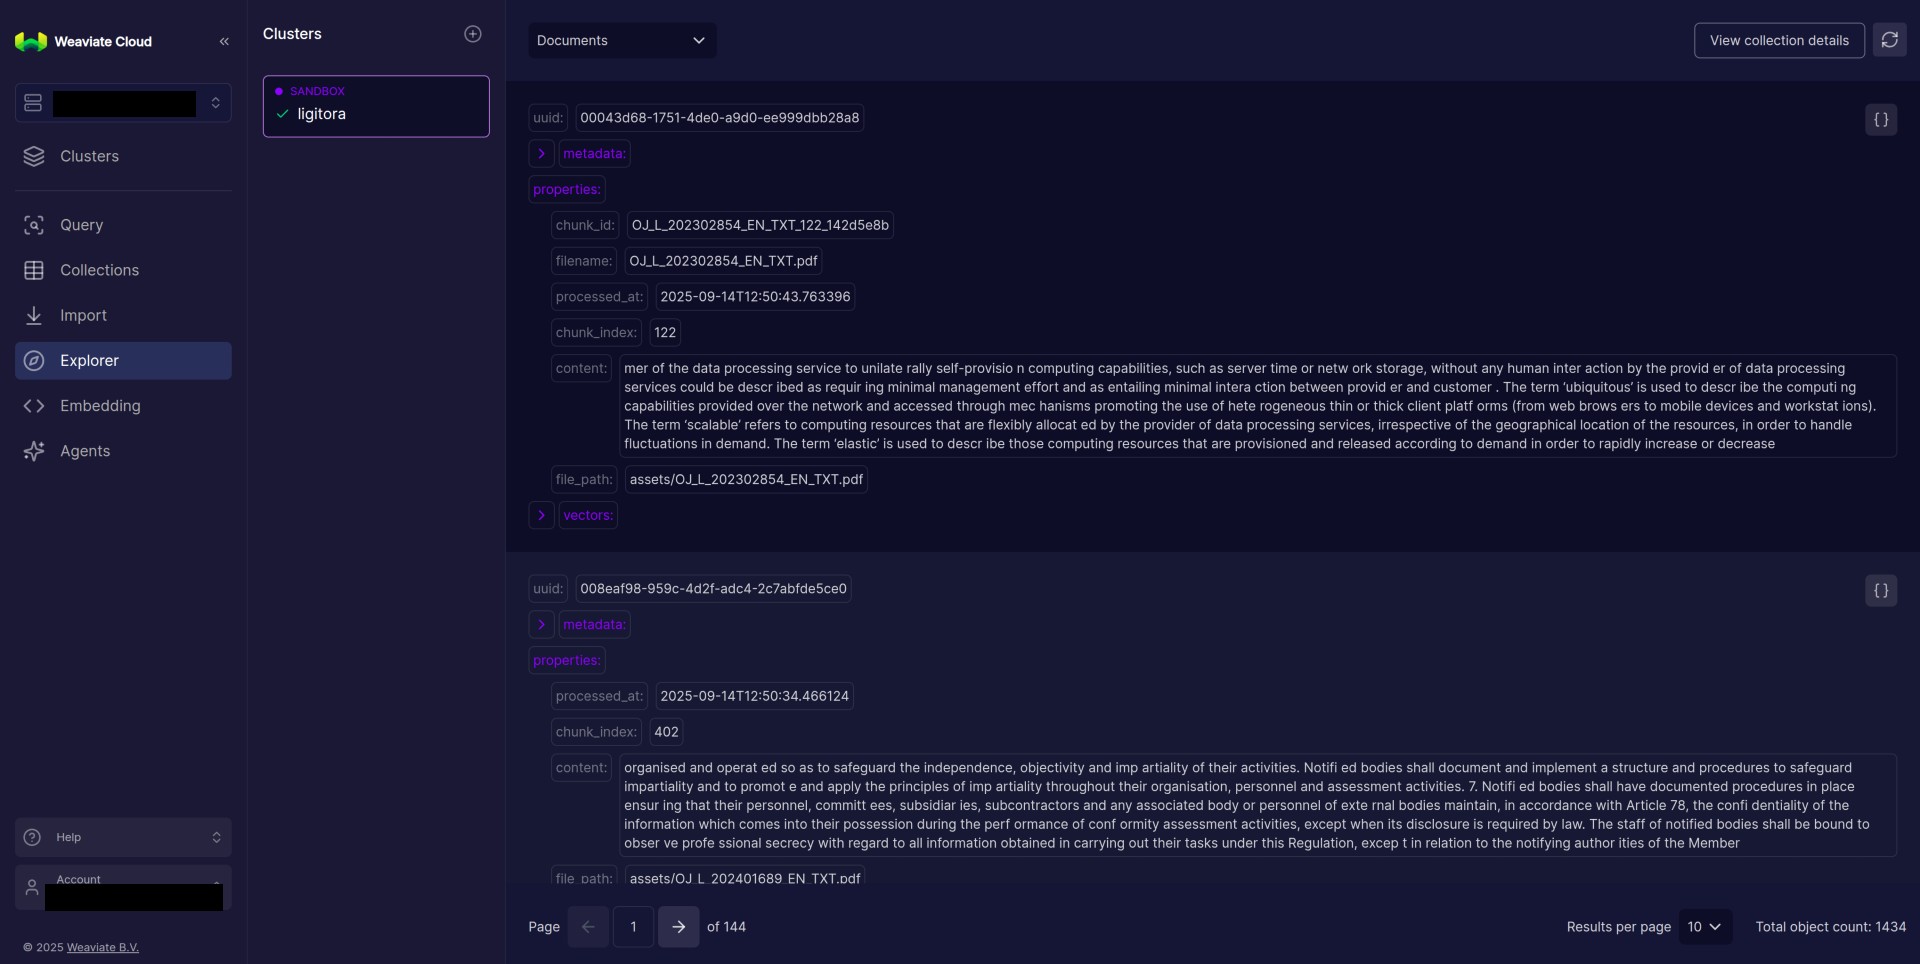 Weaviate Cloud
Clusters
Query
Collections
Import
Explorer
Embedding
Agents
Help
Account
© 2025 Weaviate B.V.
Clusters
SANDBOX
ligitora
Documents
View collection details
uuid: 00043d68-1751-4de0-a9d0-ee999dbb28a8
{ }
metadata:
properties:
chunk_id: OJ_L_202302854_EN_TXT_122_142d5e8b
filename: OJ_L_202302854_EN_TXT.pdf
processed_at: 2025-09-14T12:50:43.763396
chunk_index: 122
content: mer of the data processing service to unilate rally self-provisio n computing capabilities, such as server time or netw ork storage, without any human inter action by the provid er of data processing
services could be descr ibed as requir ing minimal management effort and as entailing minimal intera ction between provid er and customer . The term ‘ubiquitous’ is used to descr ibe the computi ng
capabilities provided over the network and accessed through mec hanisms promoting the use of hete rogeneous thin or thick client platf orms (from web brows ers to mobile devices and workstat ions).
The term ‘scalable’ refers to computing resources that are flexibly allocat ed by the provider of data processing services, irrespective of the geographical location of the resources, in order to handle
fluctuations in demand. The term ‘elastic’ is used to descr ibe those computing resources that are provisioned and released according to demand in order to rapidly increase or decrease
file_path: assets/OJ_L_202302854_EN_TXT.pdf
vectors:
uuid: 008eaf98-959c-4d2f-adc4-2c7abfde5ce0
{ }
metadata:
properties:
processed_at: 2025-09-14T12:50:34.466124
chunk_index: 402
content: organised and operat ed so as to safeguard the independence, objectivity and imp artiality of their activities. Notifi ed bodies shall document and implement a structure and procedures to safeguard
impartiality and to promot e and apply the principles of imp artiality throughout their organisation, personnel and assessment activities. 7. Notifi ed bodies shall have documented procedures in place
ensur ing that their personnel, committ ees, subsidiar ies, subcontractors and any associated body or personnel of exte rnal bodies maintain, in accordance with Article 78, the confi dentiality of the
information which comes into their possession during the perf ormance of conf ormity assessment activities, except when its disclosure is required by law. The staff of notified bodies shall be bound to
obser ve profe ssional secrecy with regard to all information obtained in carrying out their tasks under this Regulation, excep t in relation to the notifying author ities of the Member
file_path: assets/OJ_L_202401689_EN_TXT.pdf
Page 1 of 144
Results per page 10
Total object count: 1434